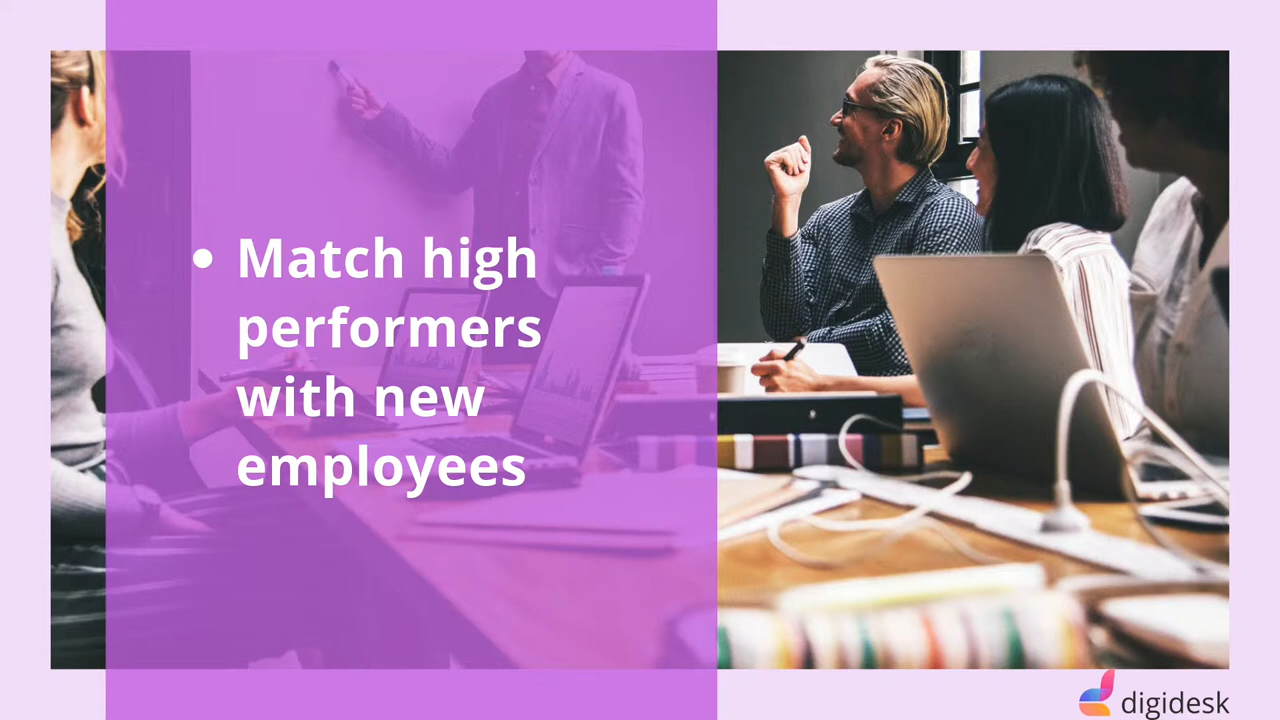 • Match high
performers
with new
employees
digidesk